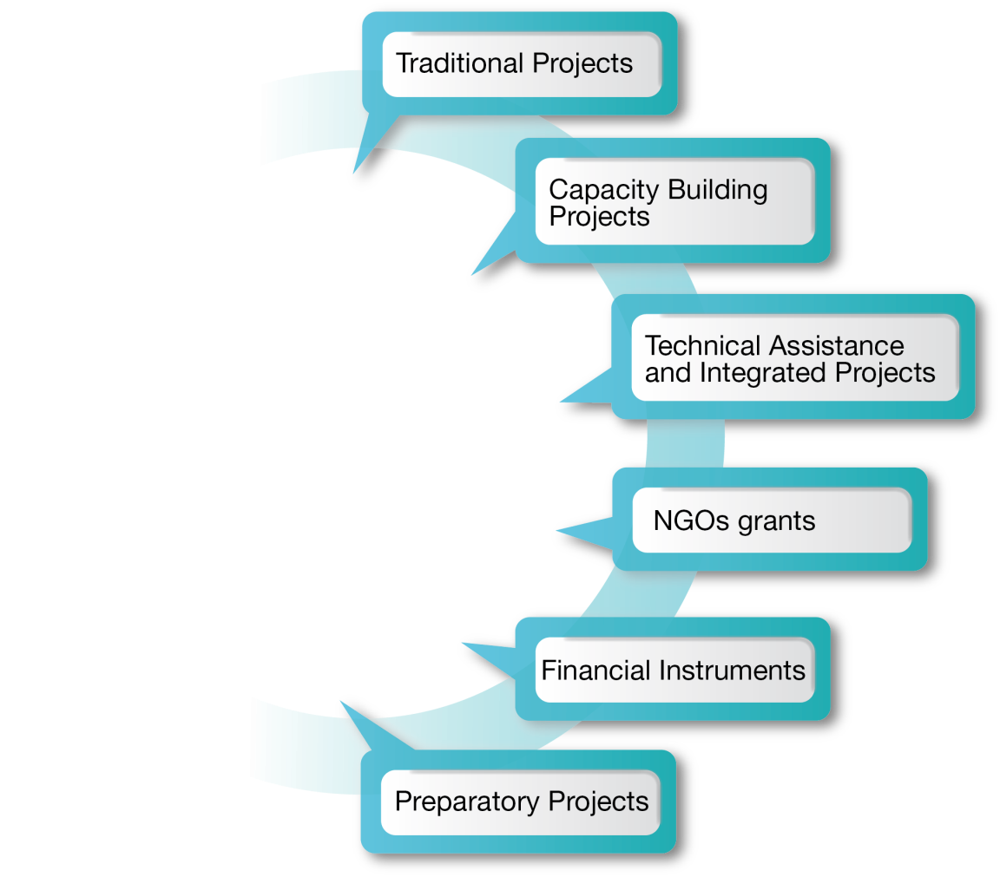 Traditional Projects
Capacity Building
Projects
Technical Assistance
and Integrated Projects
NGOs grants
Financial Instruments
Preparatory Projects